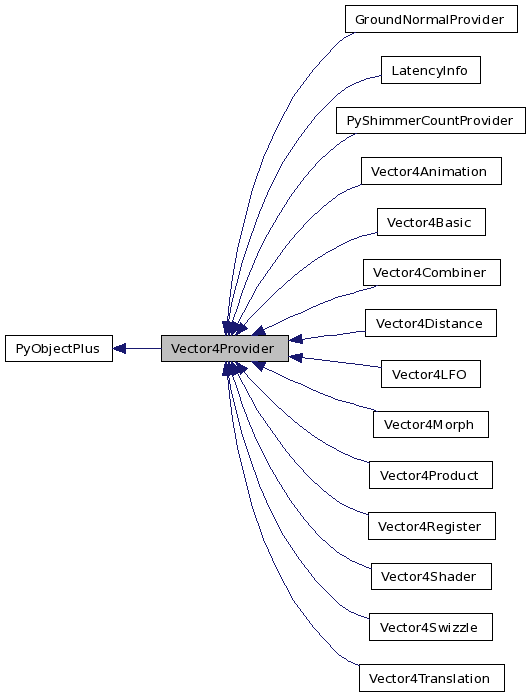 GroundNormalProvider
LatencyInfo
PyShimmerCountProvider
Vector4Animation
Vector4Basic
Vector4Combiner
Vector4Distance
PyObjectPlus
Vector4Provider
Vector4LFO
Vector4Morph
Vector4Product
Vector4Register
Vector4Shader
Vector4Swizzle
Vector4Translation